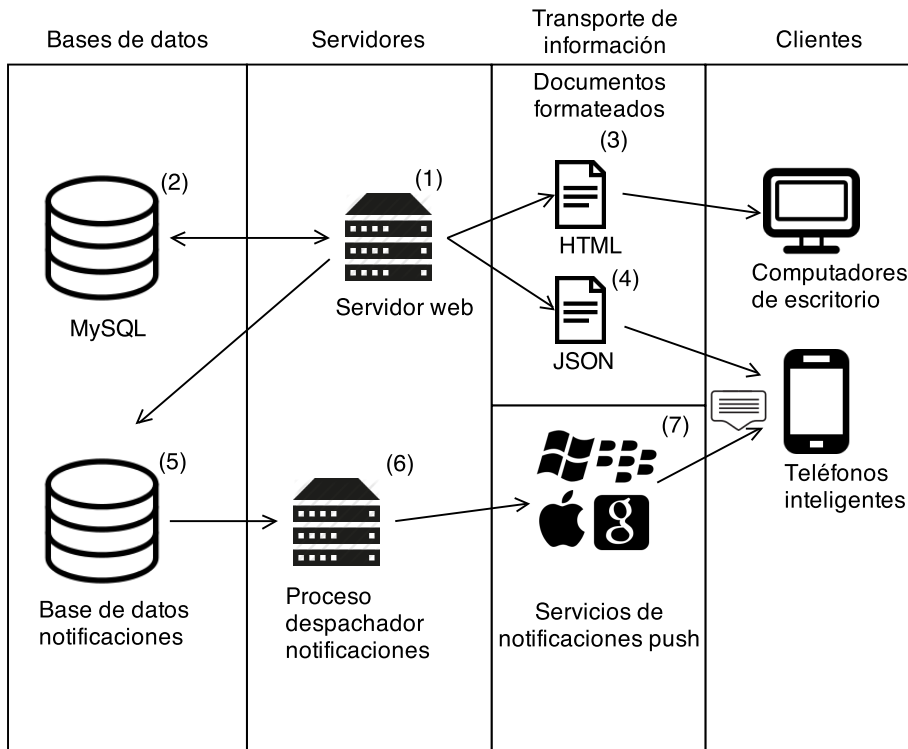 Bases de datos
Servidores
Transporte de
información
Clientes
Documentos
formateados
(3)
HTML
(4)
JSON
(2)
MySQL
(1)
Servidor web
Computadores
de escritorio
Teléfonos
inteligentes
(5)
Base de datos
notificaciones
(6)
Proceso
despachador
notificaciones
(7)
g
Servicios de
notificaciones push